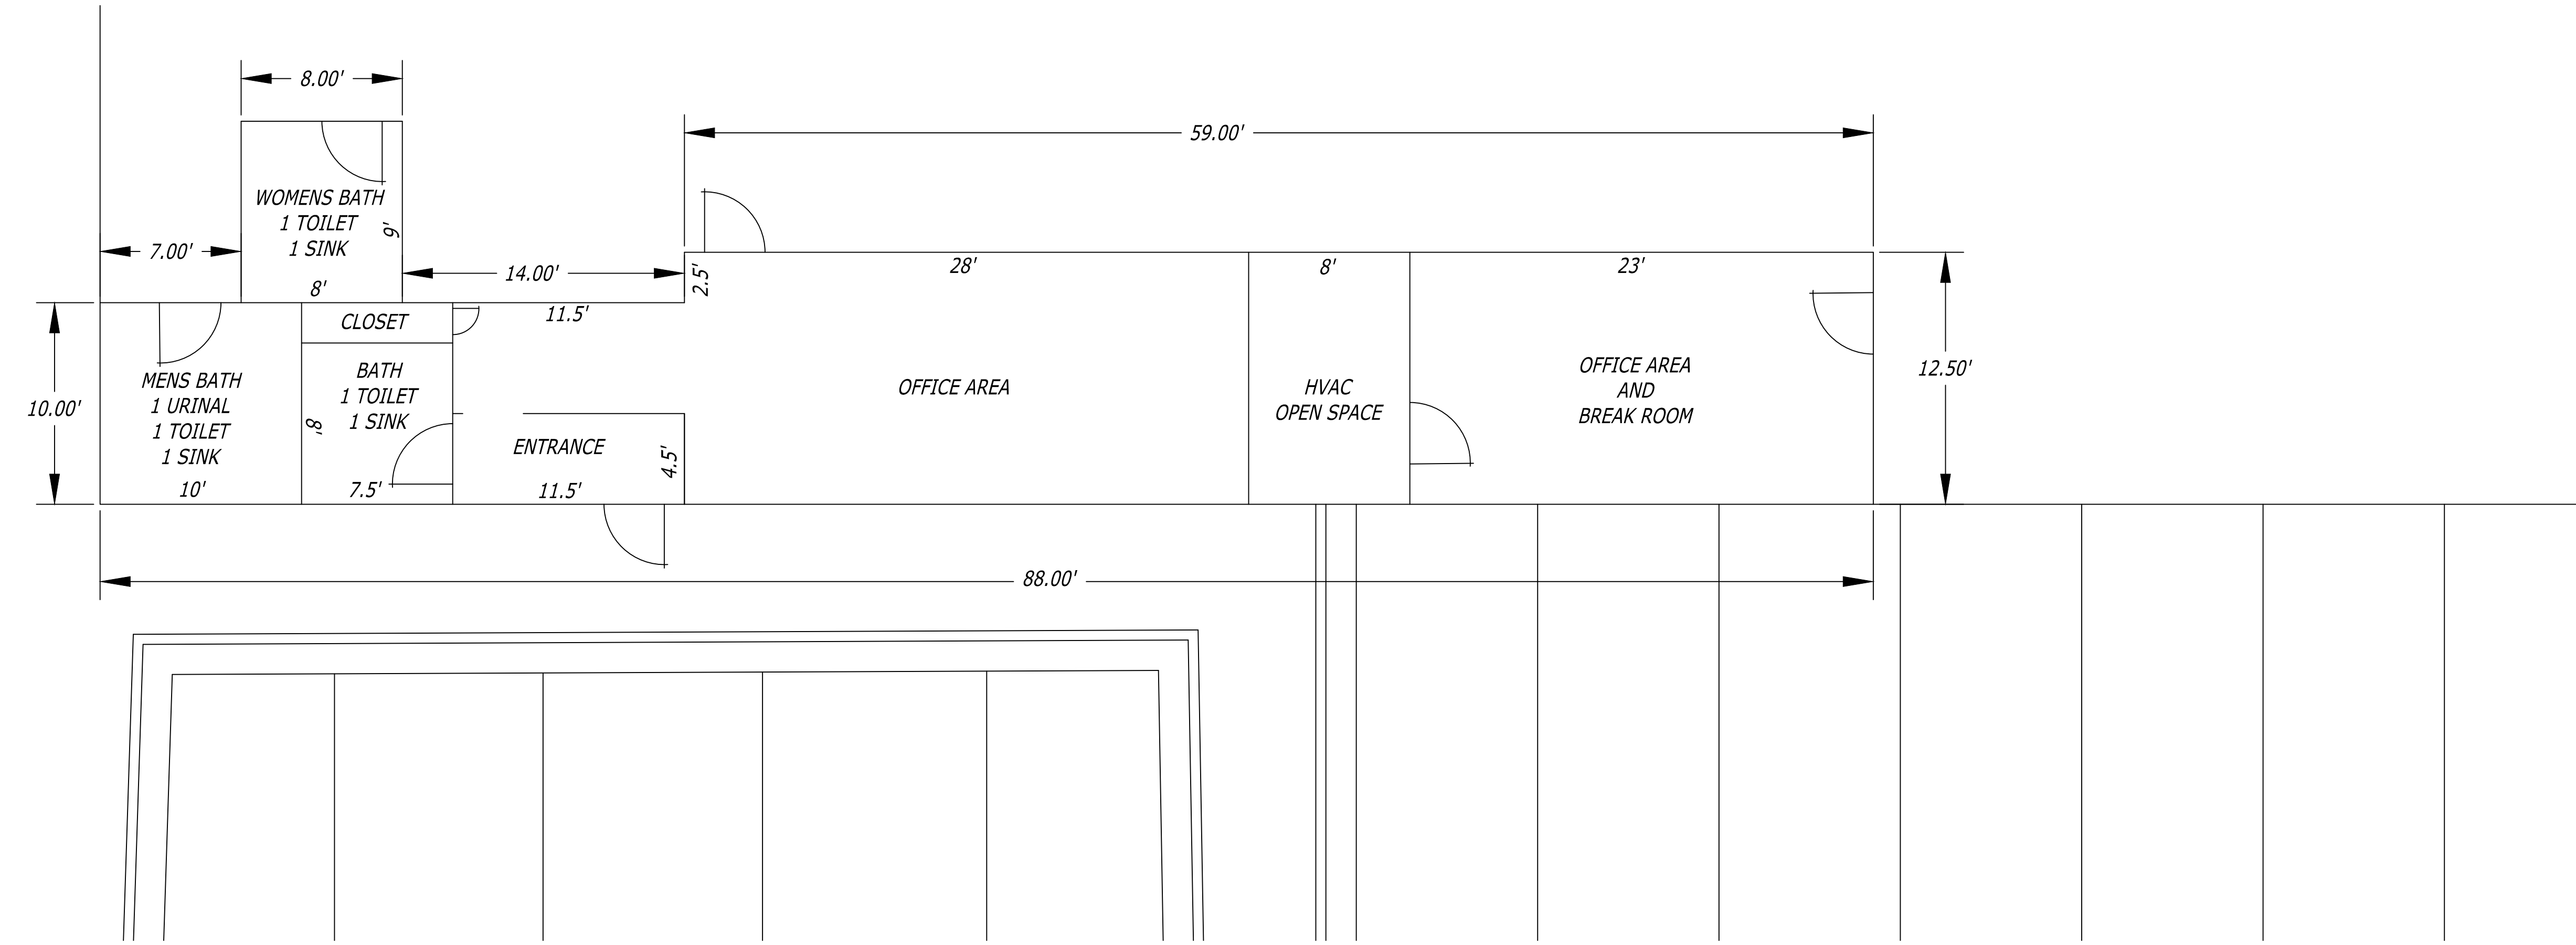 8.00'
59.00'
WOMENS BATH
1 TOILET
1 SINK
9'
8'
7.00'
14.00'
2.5'
28'
8'
23'
11.5'
CLOSET
10.00'
MENS BATH
1 URINAL
1 TOILET
1 SINK
10'
BATH
1 TOILET
1 SINK
8'
7.5'
ENTRANCE
4.5'
11.5'
OFFICE AREA
HVAC
OPEN SPACE
OFFICE AREA
AND
BREAK ROOM
12.50'
88.00'